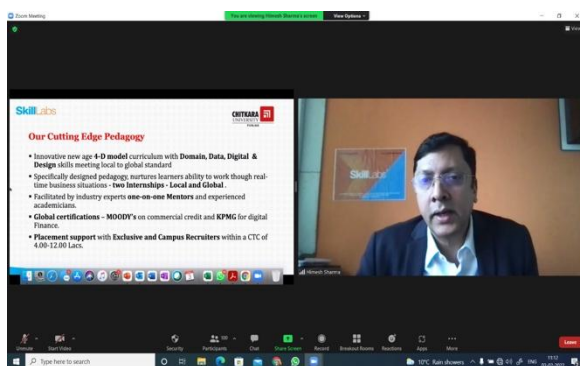 Zoom Meeting
You are viewing Himesh Sharma's screen
View Options
View
SkillLabs
CHITKARA
UNIVERSITY
Our Cutting Edge Pedagogy
• Innovative new age 4-D model curriculum with Domain, Data, Digital &
Design skills meeting local to global standard
• Specifically designed pedagogy, nurtures learners ability to work though real-
time business situations - two Internships - Local and Global .
• Facilitated by industry experts one-on-one Mentors and experienced
academicians.
• Global certifications – MOODY's on commercial credit and KPMG for digital
Finance.
• Placement support with Exclusive and Campus Recruiters within a CTC of
4.00-12.00 Lacs.
SkillLabs
Himesh Sharma
Unmute
Start Video
Security
Participants
Chat
Share Screen
Record
Breakout Rooms
Reactions
Apps
More
Leave
Type here to search
10°C Rain showers
ENG
11:12